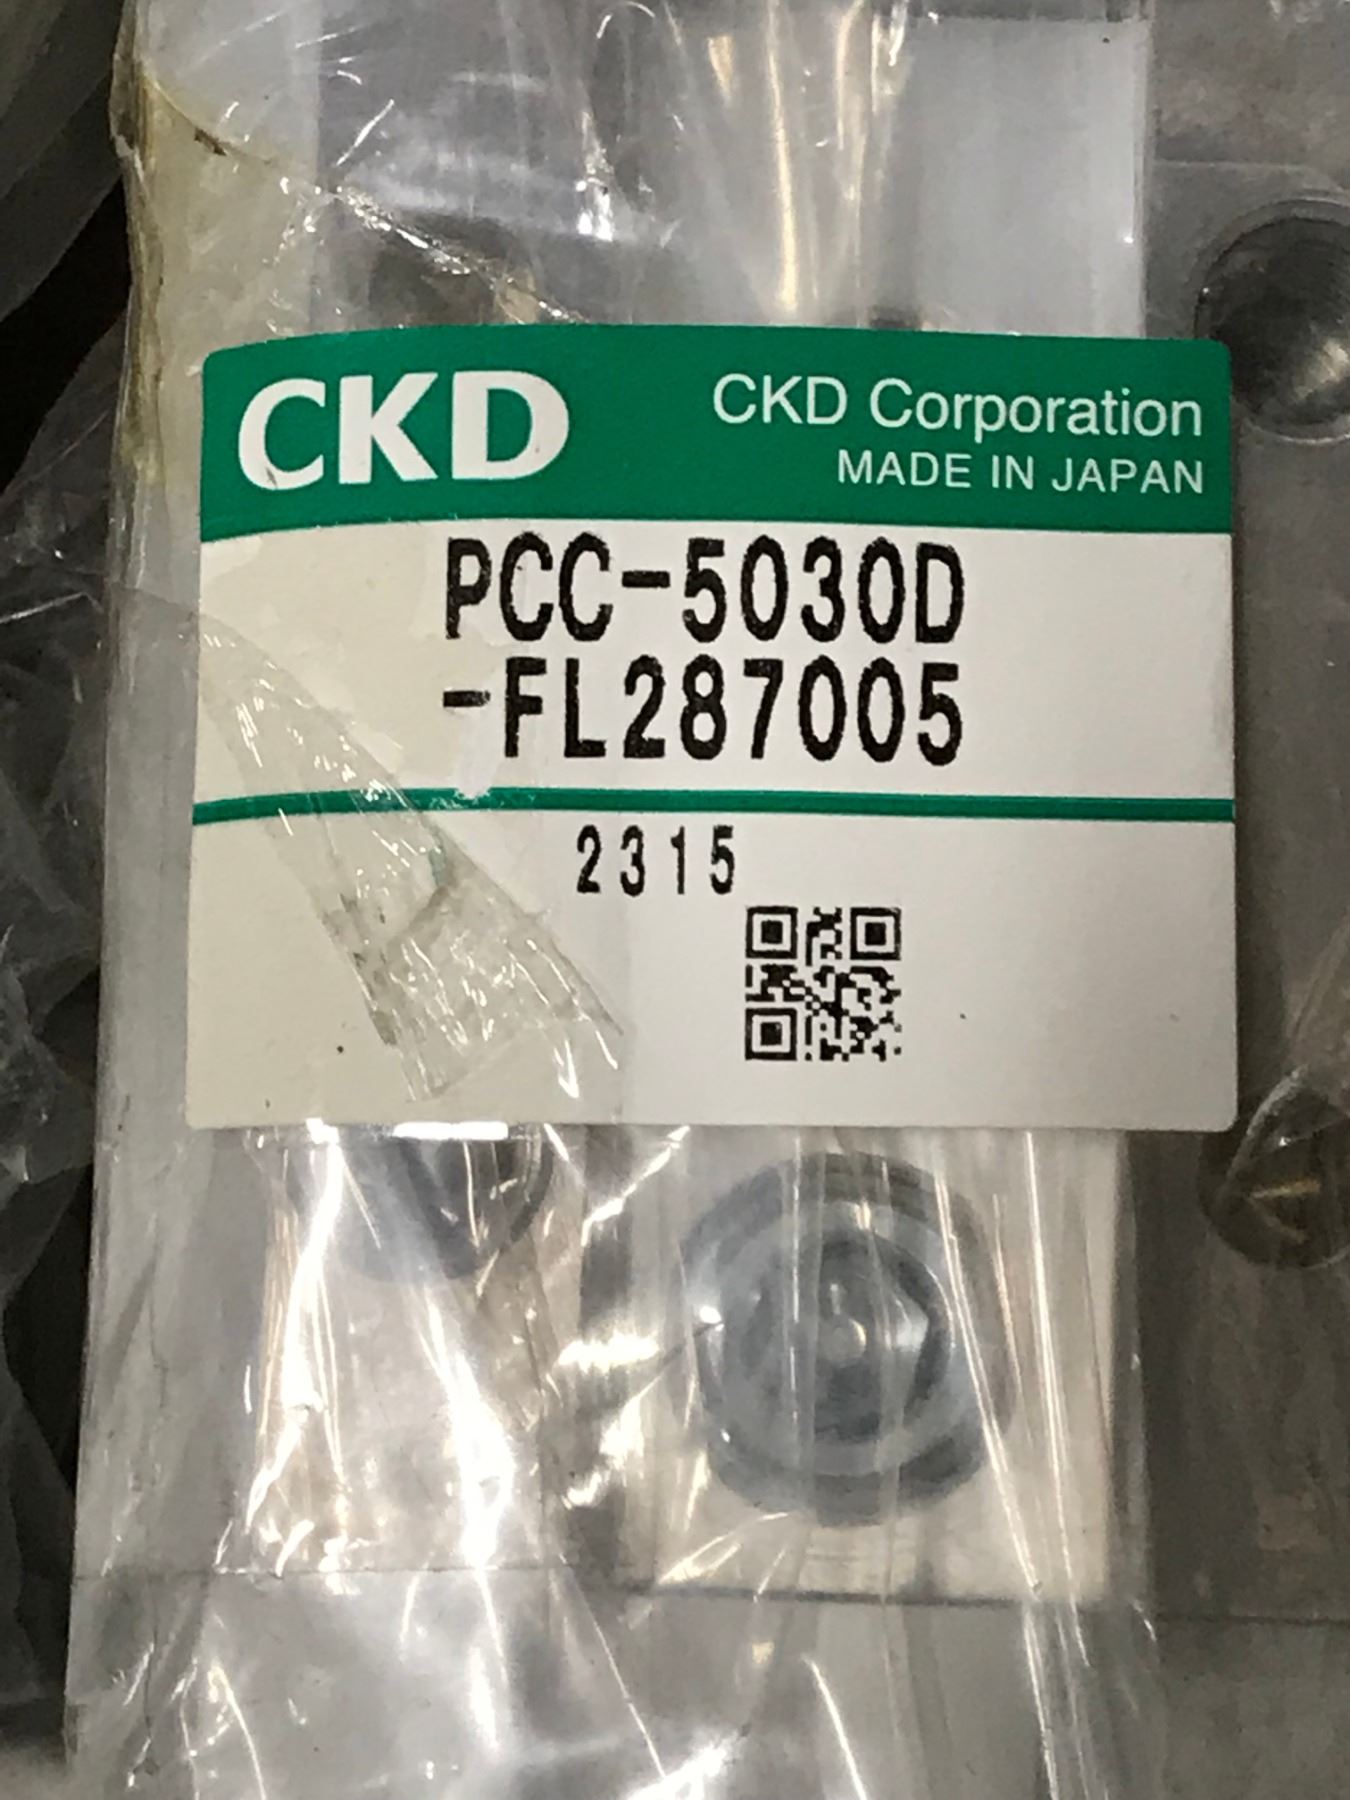 CKD
CKD Corporation
MADE IN JAPAN
PCC-5030D
-FL287005
2315